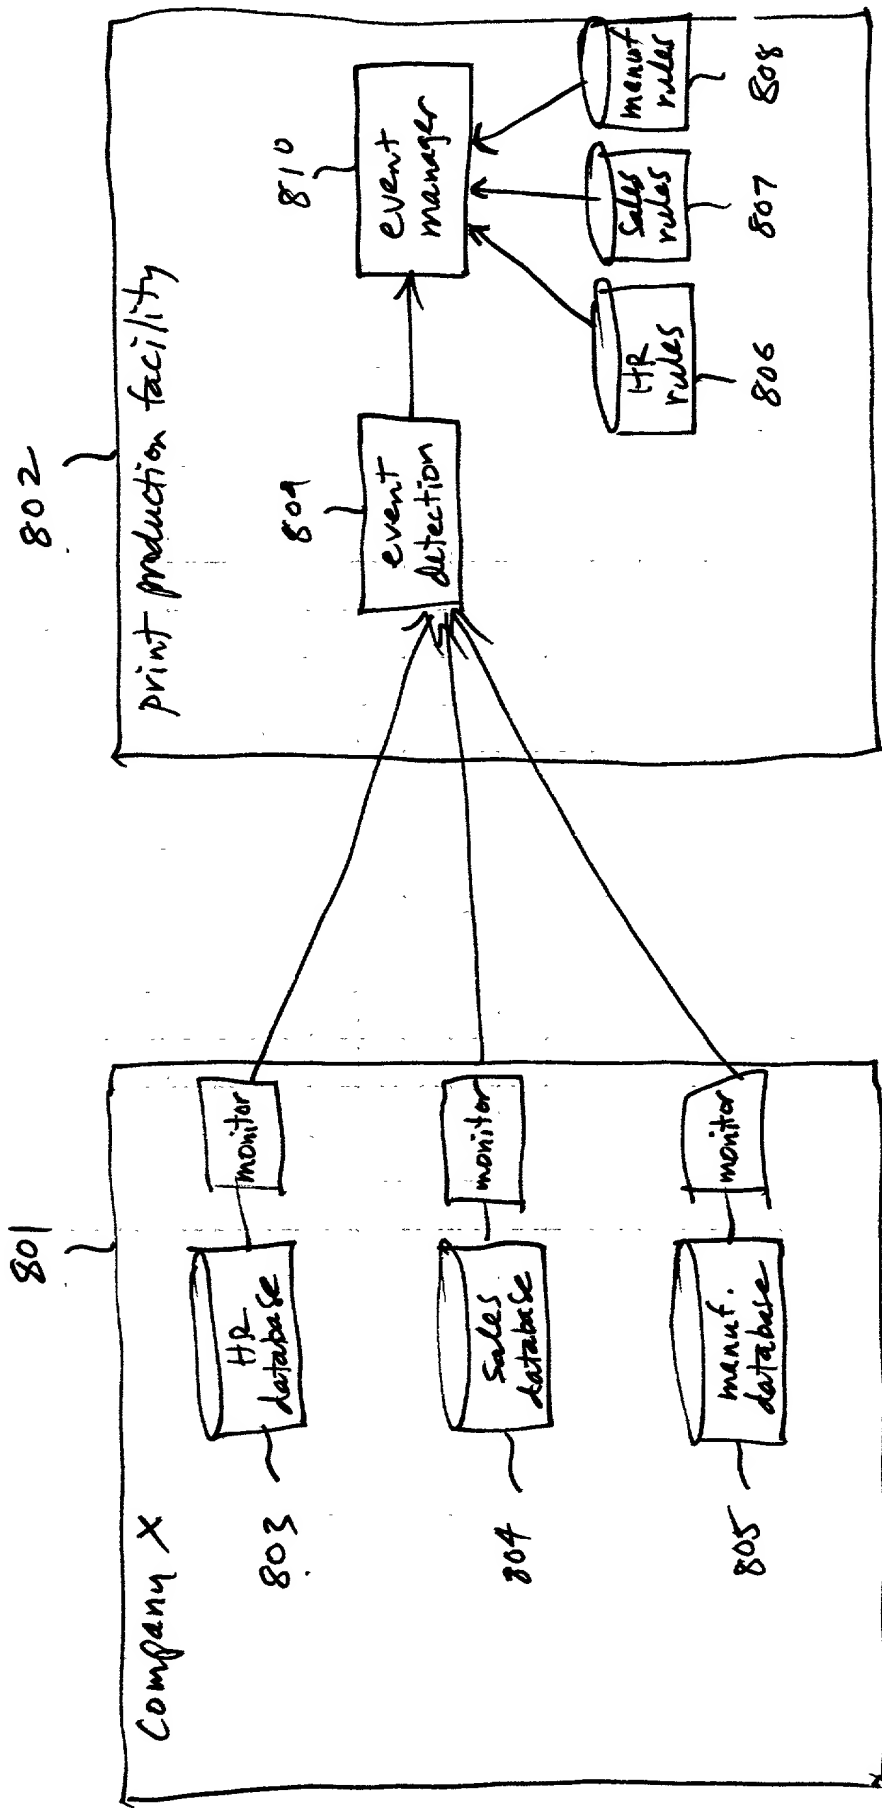 801
Company X
HR
database
monitor
803
Sales
database
monitor
804
manuf.
database
monitor
805
802
print production facility
809
event
detection
810
event
manager
HR
rules
806
Sales
rules
807
manuf
rules
808